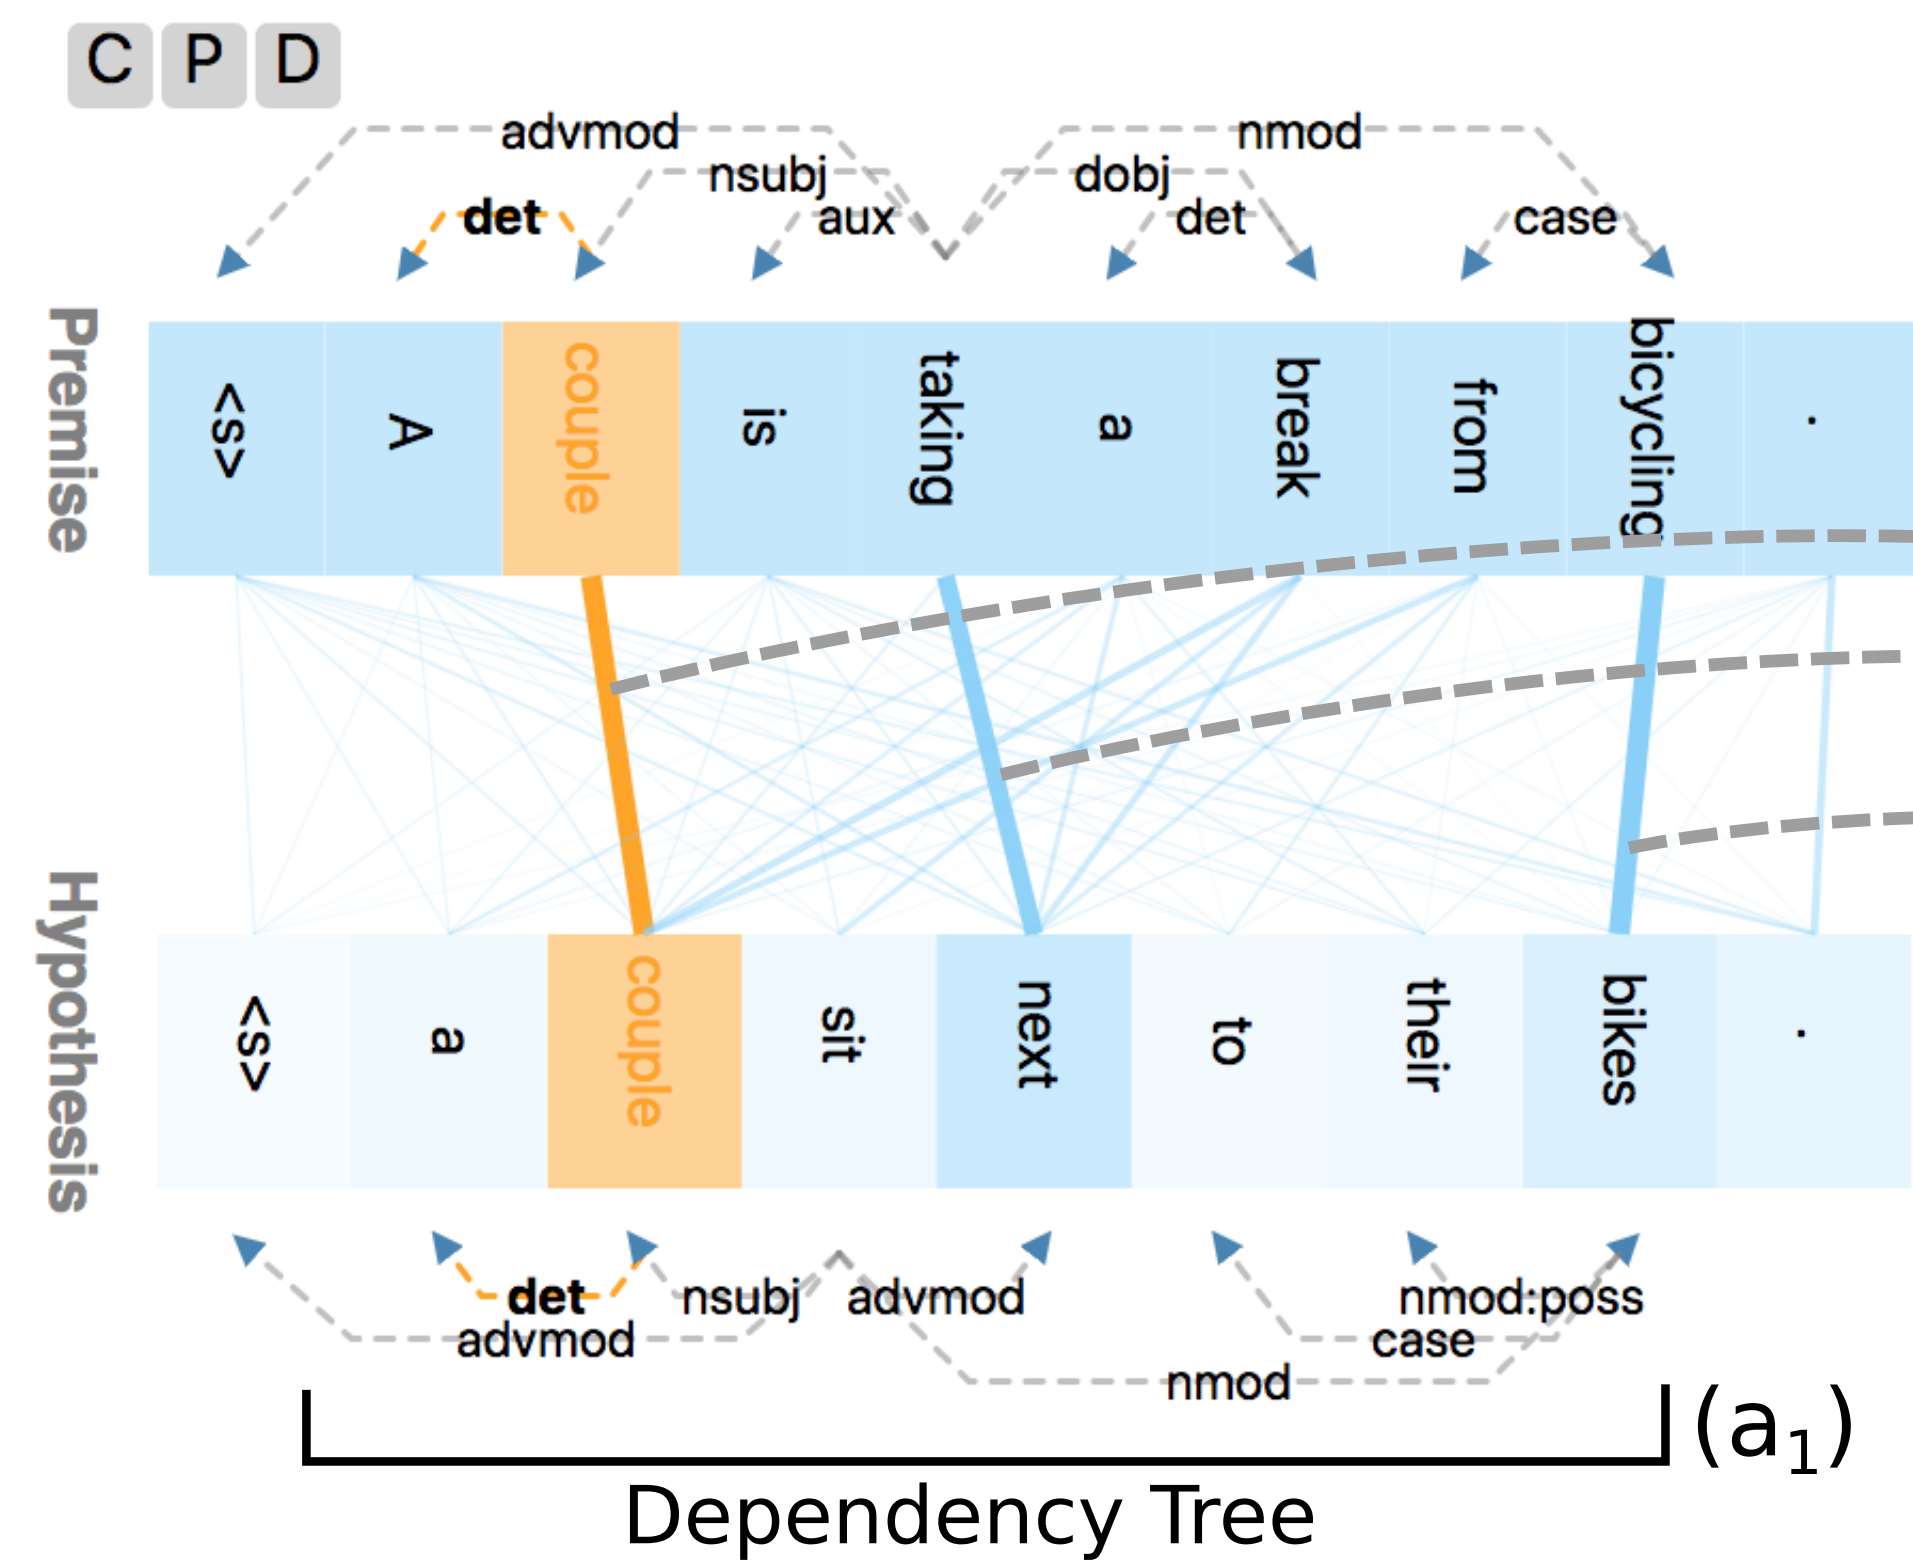 C P D
advmod nmod
nsubj dobj
det aux det case
Premise
<s> A couple is taking a break from bicycling .
Hypothesis
<s> a couple sit next to their bikes .
det nsubj advmod nmod:poss
advmod case
nmod
(a1)
Dependency Tree